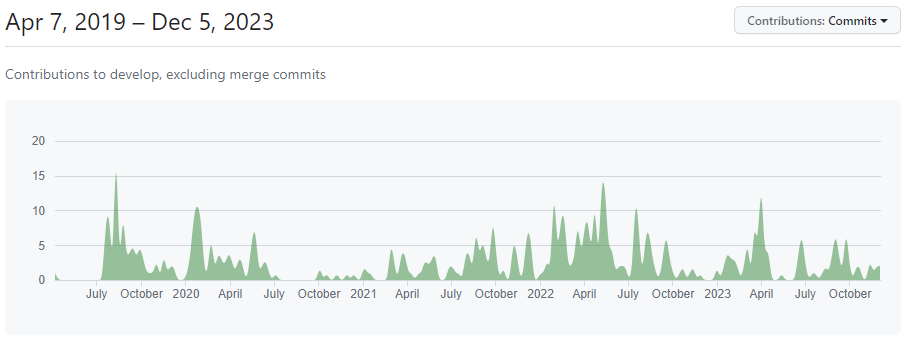 Apr 7, 2019 – Dec 5, 2023
Contributions: Commits
Contributions to develop, excluding merge commits
20
15
10
5
0
July October 2020 April July October 2021 April July October 2022 April July October 2023 April July October